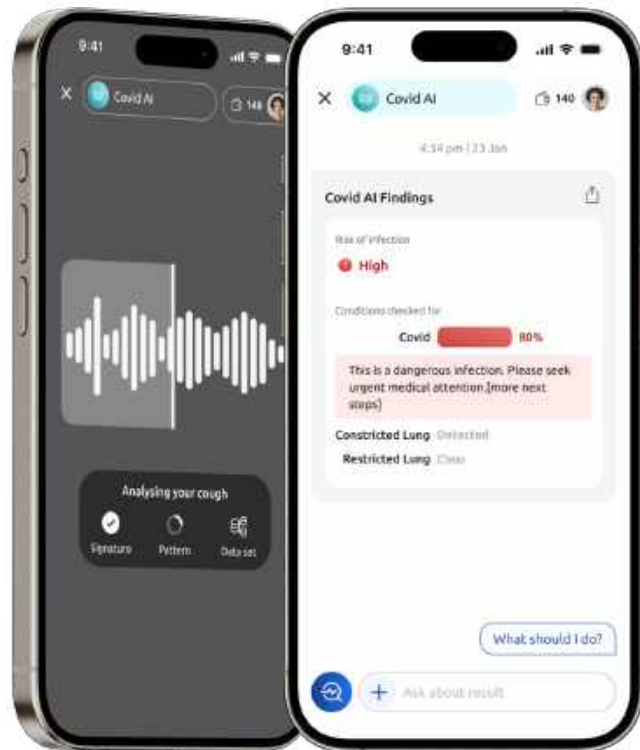 9:41
Covid AI
Analysing your cough
Signature
Pattern
Data set
9:41
Covid AI
140
4:34 pm | 23 Jan
Covid AI Findings
Risk of infection
High
Conditions checked for
Covid
80%
This is a dangerous infection. Please seek
urgent medical attention.[more next
steps]
Constricted Lung Detected
Restricted Lung Clear
What should I do?
Ask about result